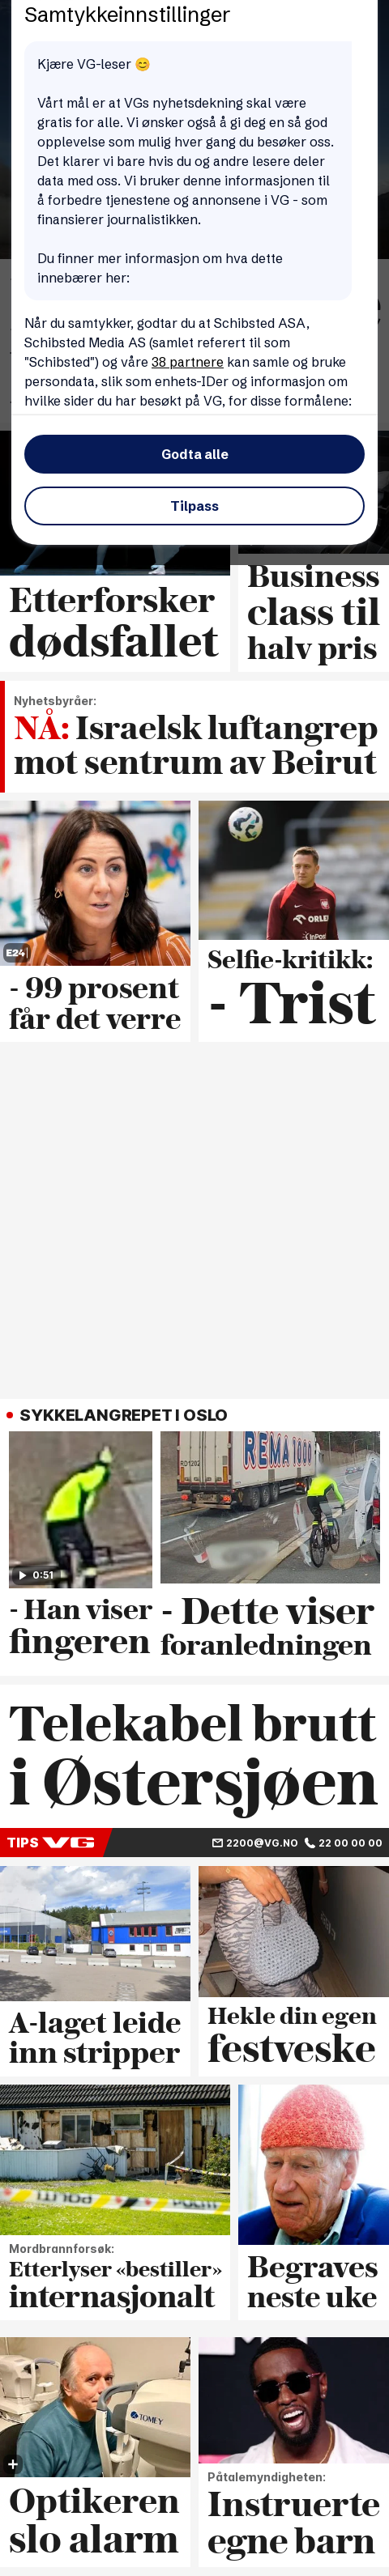 Samtykkeinnstillinger
Kjære VG-leser 😊
Vårt mål er at VGs nyhetsdekning skal være
gratis for alle. Vi ønsker også å gi deg en så god
opplevelse som mulig hver gang du besøker oss.
Det klarer vi bare hvis du og andre lesere deler
data med oss. Vi bruker denne informasjonen til
å forbedre tjenestene og annonsene i VG - som
finansierer journalistikken.
Du finner mer informasjon om hva dette
innebærer her:
Når du samtykker, godtar du at Schibsted ASA,
Schibsted Media AS (samlet referert til som
"Schibsted") og våre 38 partnere kan samle og bruke
persondata, slik som enhets-IDer og informasjon om
hvilke sider du har besøkt på VG, for disse formålene:
Godta alle
Tilpass
Etterforsker
dødsfallet
Business
class til
halv pris
Nyhetsbyråer:
NÅ: Israelsk luftangrep
mot sentrum av Beirut
E24
- 99 prosent
får det verre
ORLEN
InPost
Selfie-kritikk:
- Trist
SYKKELANGREPET I OSLO
0:51
REMA 1000
RD1202
- Han viser
fingeren
- Dette viser
foranledningen
Telekabel brutt
i Østersjøen
TIPS VG
2200@VG.NO
22 00 00 00
A-laget leide
inn stripper
Hekle din egen
festveske
POLITI
Mordbrannforsøk:
Etterlyser «bestiller»
internasjonalt
Begraves
neste uke
TOMEY
+
Optikeren
slo alarm
Påtalemyndigheten:
Instruerte
egne barn